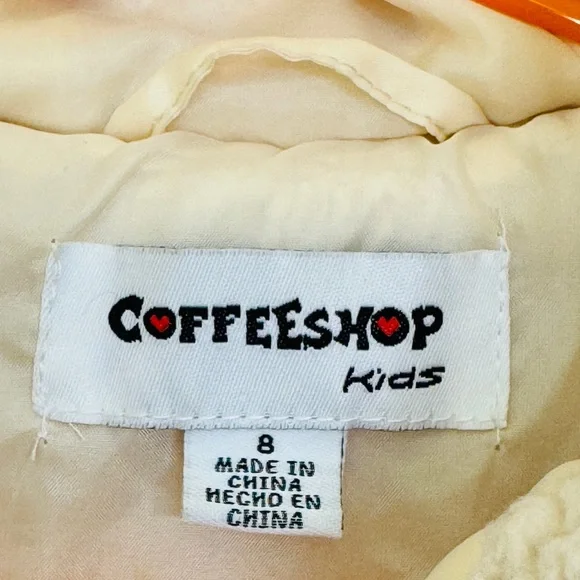 COFFEESHOP
Kids
8
MADE IN
CHINA
HECHO EN
CHINA